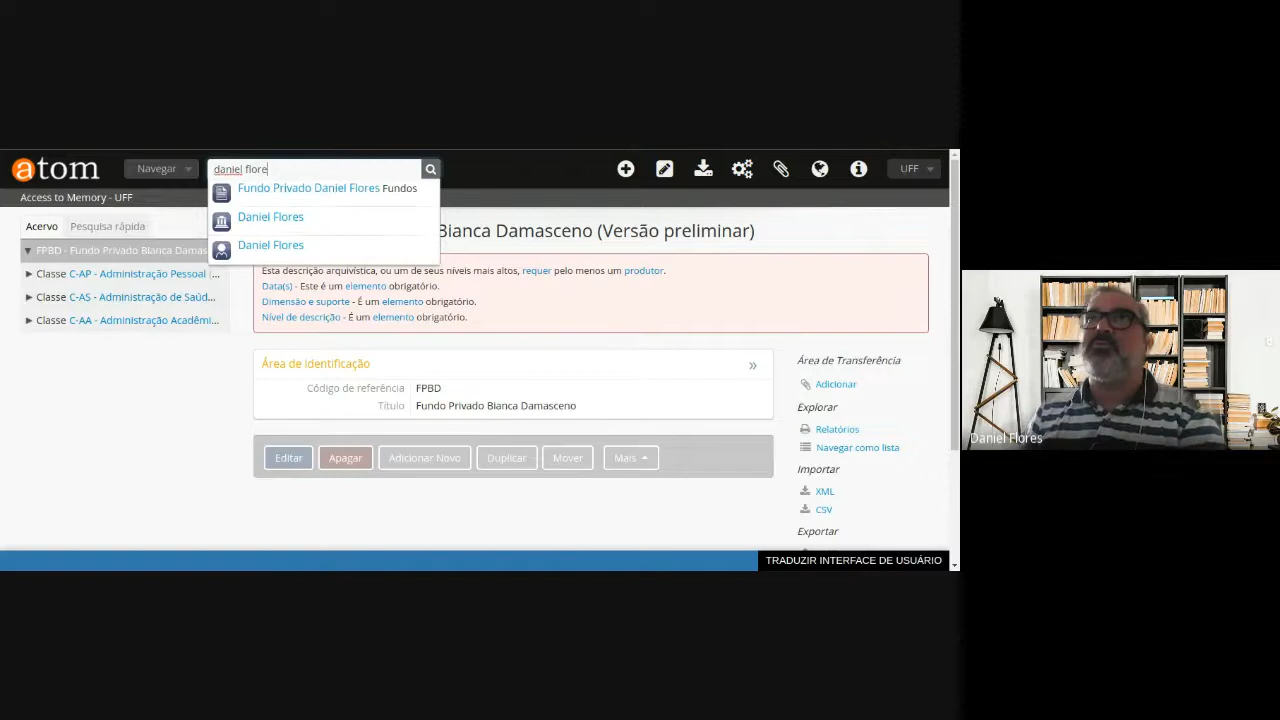 atom
Navegar
daniel flore
UFF
Access to Memory - UFF
Fundo Privado Daniel Flores Fundos
Daniel Flores
Daniel Flores
Acervo
Pesquisa rápida
FPBD - Fundo Privado Bianca Damas
Classe C-AP - Administração Pessoal (...
Classe C-AS - Administração de Saúd...
Classe C-AA - Administração Acadêmi...
Bianca Damasceno (Versão preliminar)
Esta descrição arquivística, ou um de seus níveis mais altos, requer pelo menos um produtor.
Data(s) - Este é um elemento obrigatório.
Dimensão e suporte - É um elemento obrigatório.
Nível de descrição - É um elemento obrigatório.
Área de identificação
»
Código de referência FPBD
Título Fundo Privado Bianca Damasceno
Editar
Apagar
Adicionar Novo
Duplicar
Mover
Mais
Área de Transferência
Adicionar
Explorar
Relatórios
Navegar como lista
Importar
XML
CSV
Exportar
TRADUZIR INTERFACE DE USUÁRIO
Daniel Flores